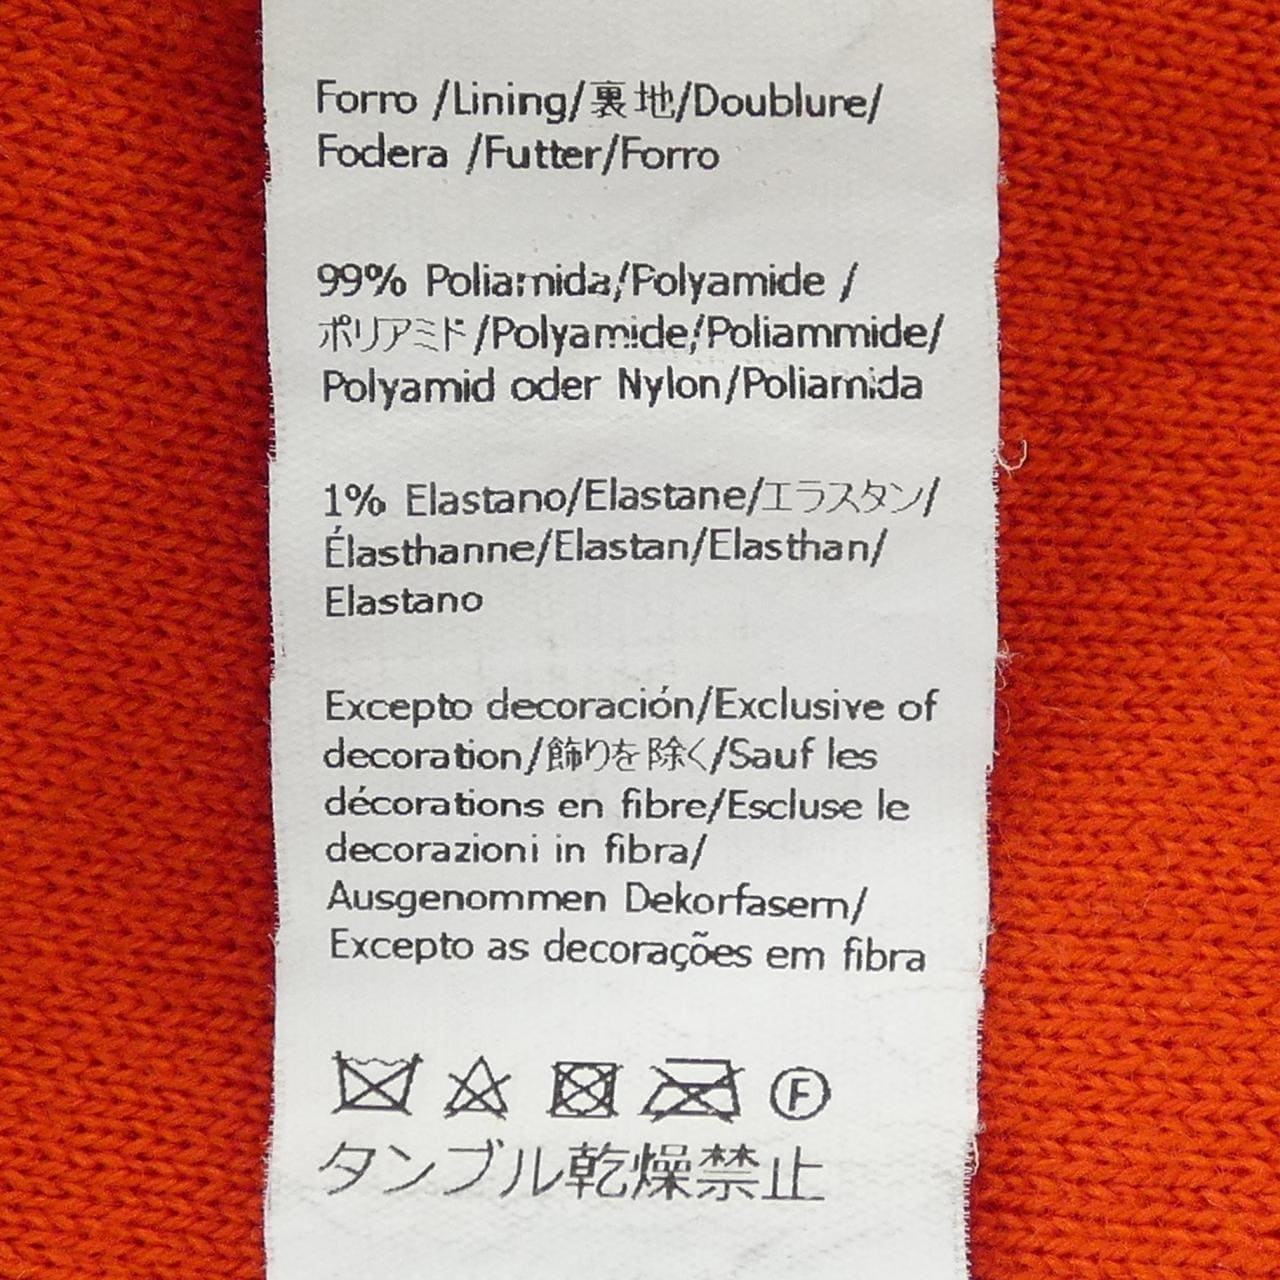 Forro /Lining/裏地/Doublure/
Fodera /Futter/Forro
99% Poliamida/Polyamide /
ポリアミド/Polyamide/Poliammide/
Polyamid oder Nylon/Poliamida
1% Elastano/Elastane/エラスタン/
Élasthanne/Elastan/Elasthan/
Elastano
Excepto decoración/Exclusive of
decoration/飾りを除く/Sauf les
décorations en fibre/Escluse le
decorazioni in fibra/
Ausgenommen Dekorfasern/
Excepto as decorações em fibra
F
タンブル乾燥禁止